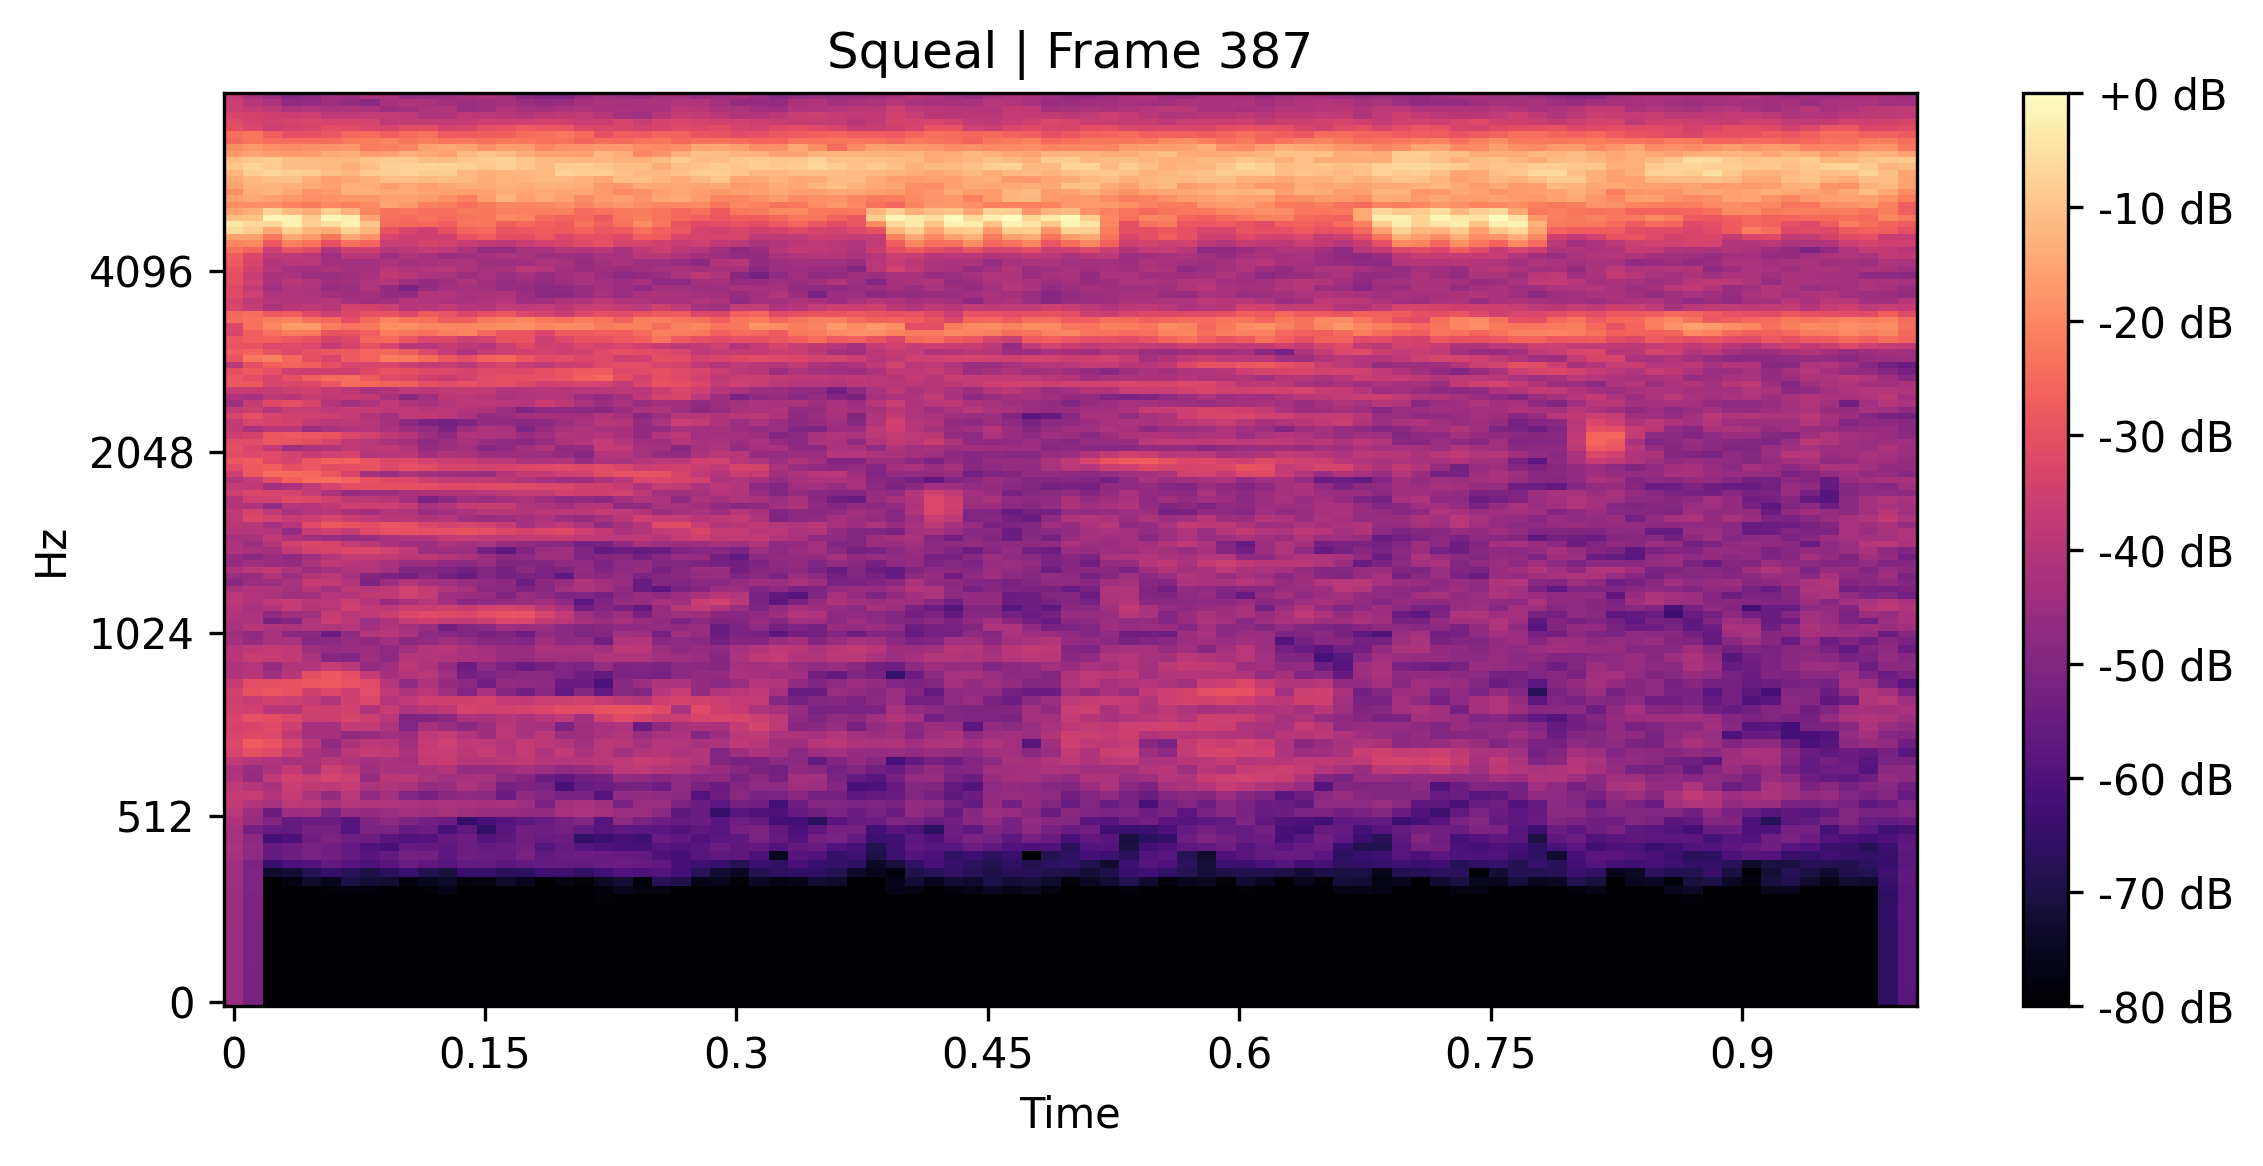 Squeal | Frame 387
+0 dB
-10 dB
-20 dB
-30 dB
-40 dB
-50 dB
-60 dB
-70 dB
-80 dB
Hz
4096
2048
1024
512
0
0 0.15 0.3 0.45 0.6 0.75 0.9
Time